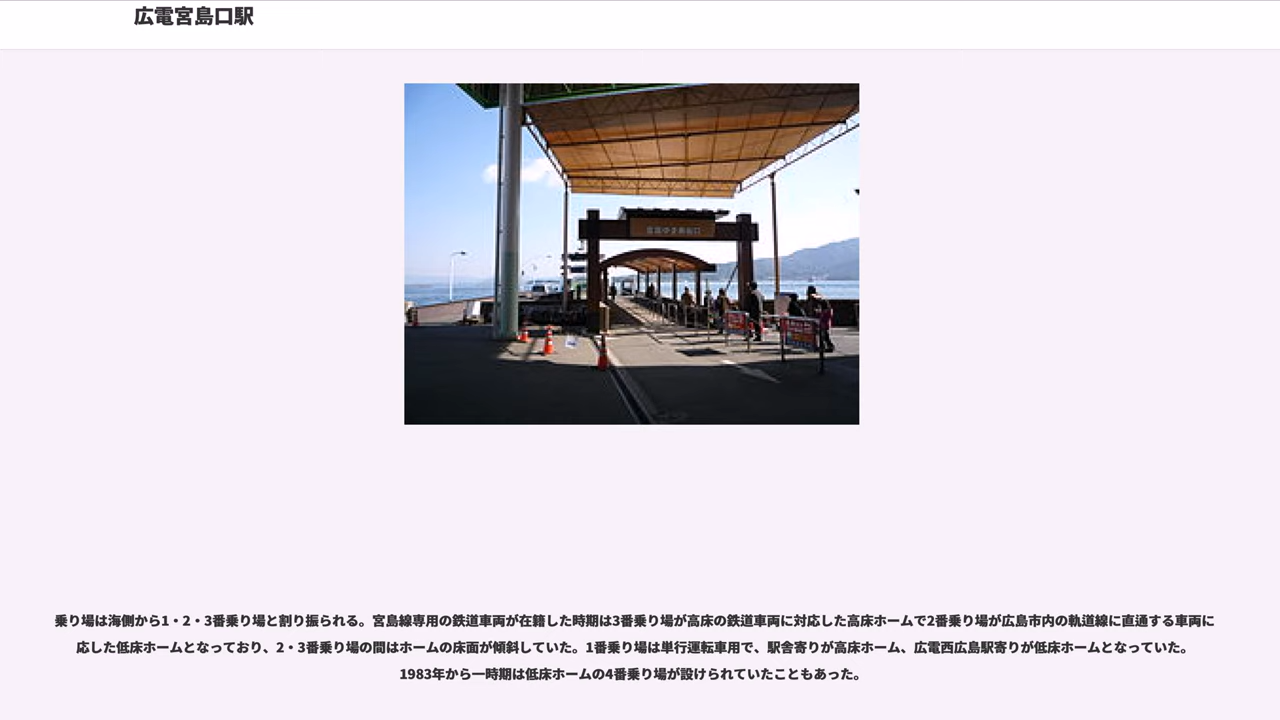 広電宮島口駅
乗り場は海側から1・2・3番乗り場と割り振られる。宮島線専用の鉄道車両が在籍した時期は3番乗り場が高床の鉄道車両に対応した高床ホームで2番乗り場が広島市内の軌道線に直通する車両に
応した低床ホームとなっており、2・3番乗り場の間はホームの床面が傾斜していた。1番乗り場は単行運転車用で、駅舎寄りが高床ホーム、広電西広島駅寄りが低床ホームとなっていた。
1983年から一時期は低床ホームの4番乗り場が設けられていたこともあった。